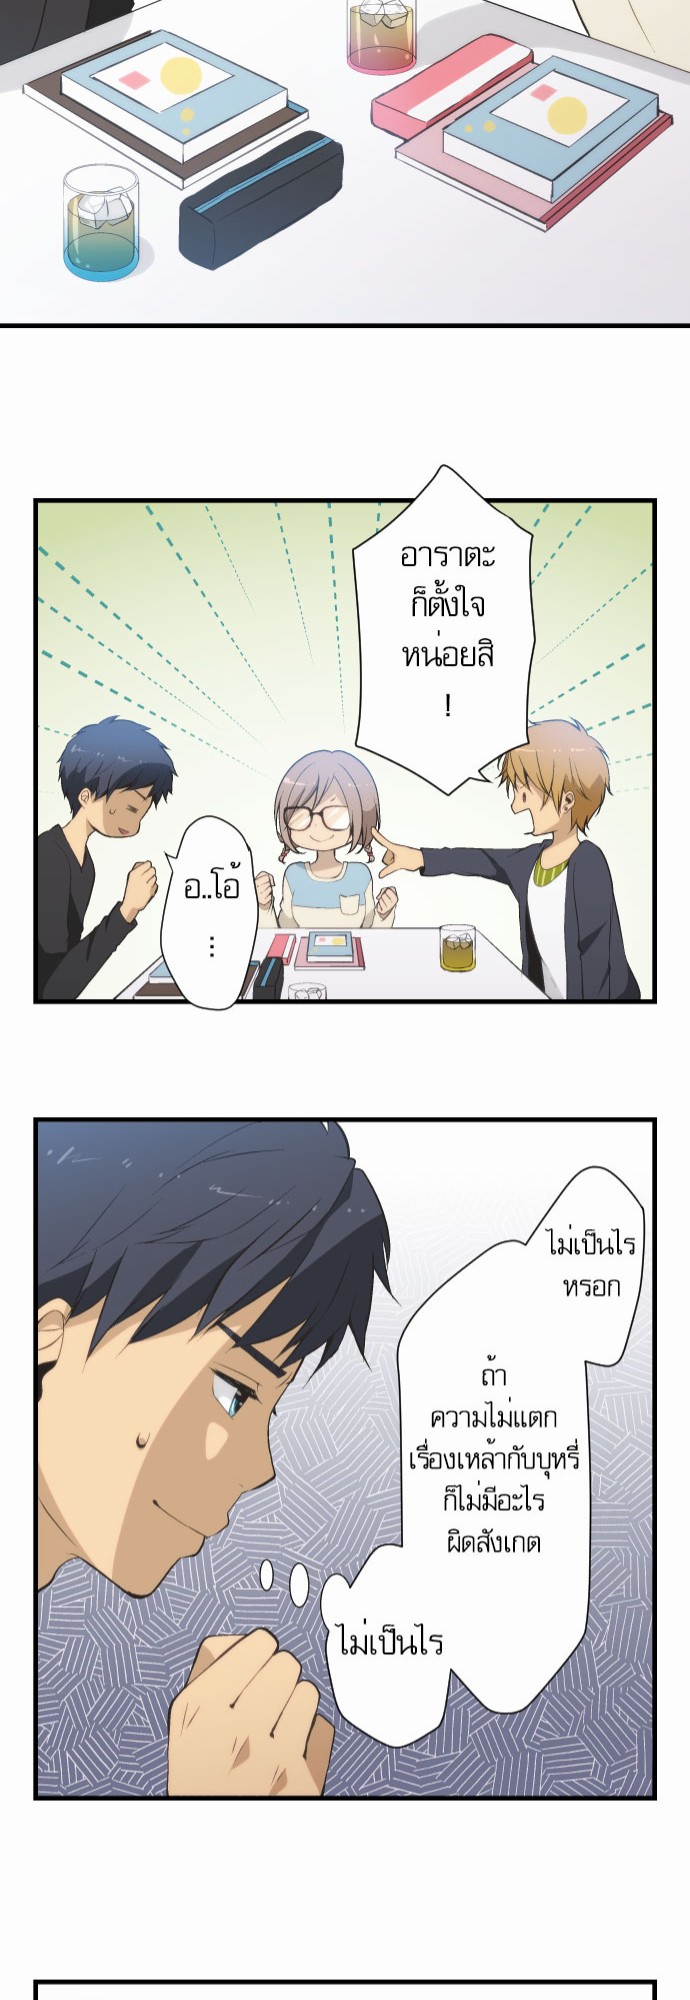 อาราตะ
ก็ตั้งใจ
หน่อยสิ
!
อ..โอ้
...
ไม่เป็นไร
หรอก
ถ้า
ความไม่แตก
เรื่องเหล้ากับบุหรี่
ก็ไม่มีอะไร
ผิดสังเกต
ไม่เป็นไร